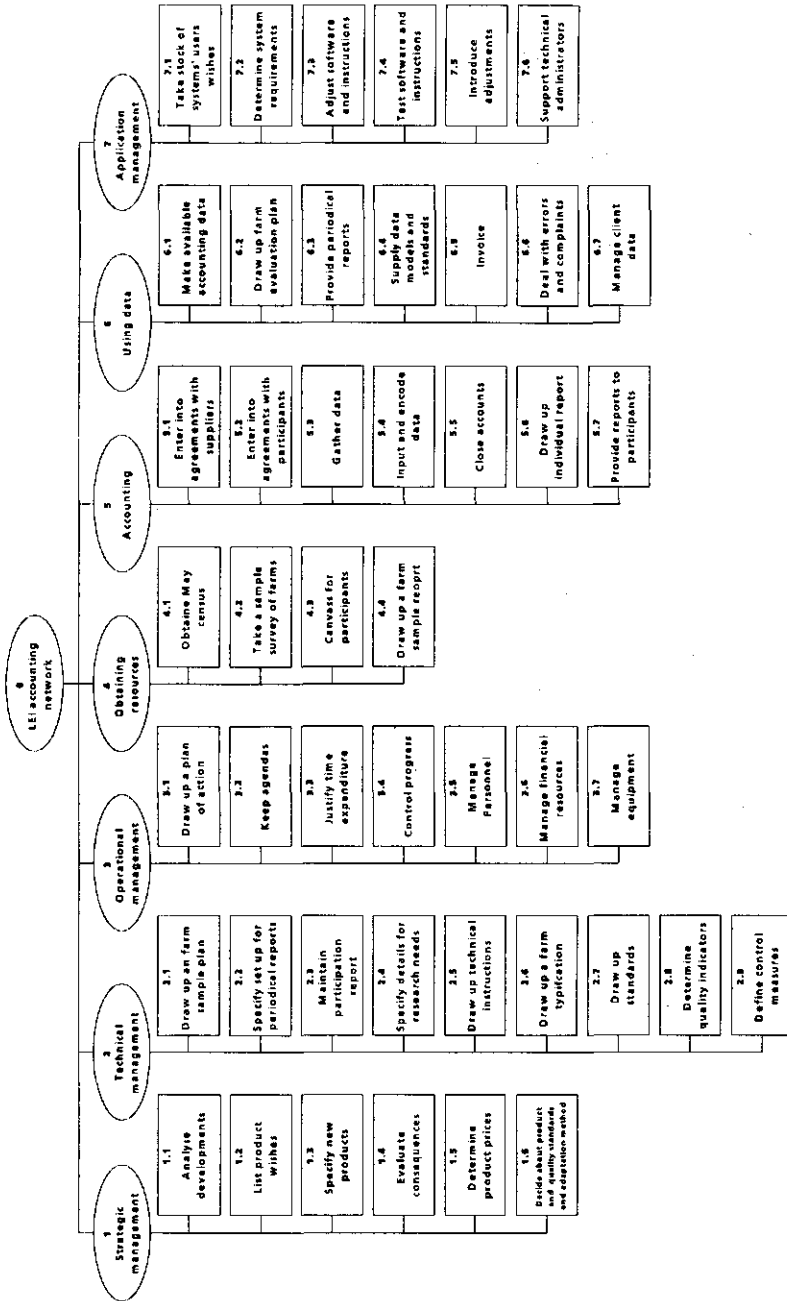 0
LEI accounting
network
1
Strategic
management
1.1
Analyse
developments
1.2
List product
wishes
1.3
Specify new
products
1.4
Evaluate
consequences
1.5
Determine
product prices
1.6
Decide about product
and quality standards
and adaptation method
2
Technical
management
2.1
Draw up an farm
sample plan
2.2
Specify set up for
periodical reports
2.3
Maintain
participation
report
2.4
Specify details for
research needs
2.5
Draw up technical
instructions
2.6
Draw up a farm
typifcation
2.7
Draw up
standards
2.8
Determine
quality indicators
2.9
Define control
measures
3
Operational
management
3.1
Draw up a plan
of action
3.2
Keep agendas
3.3
Justify time
expenditure
3.4
Control progress
3.5
Manage
Personnel
3.6
Manage financial
resources
3.7
Manage
equipment
4
Obtaining
resources
4.1
Obtaine May
census
4.2
Take a sample
survey of farms
4.3
Canvass for
participants
4.4
Draw up a farm
sample reoprt
5
Accounting
5.1
Enter into
agreements with
suppliers
5.2
Enter into
agreements with
participants
5.3
Gather data
5.4
Input and encode
data
5.5
Close accounts
5.6
Draw up
individual report
5.7
Provide reports to
participants
6
Using data
6.1
Make available
accounting data
6.2
Draw up farm
evaluation plan
6.3
Provide periodical
reports
6.4
Supply data
models and
standards
6.5
Invoice
6.6
Deal with errors
and complaints
6.7
Manage client
data
7
Application
management
7.1
Take stock of
systems' users
wishes
7.2
Determine system
requirements
7.3
Adjust software
and instructions
7.4
Test software and
instructions
7.5
Introduce
adjustments
7.6
Support technical
administrators